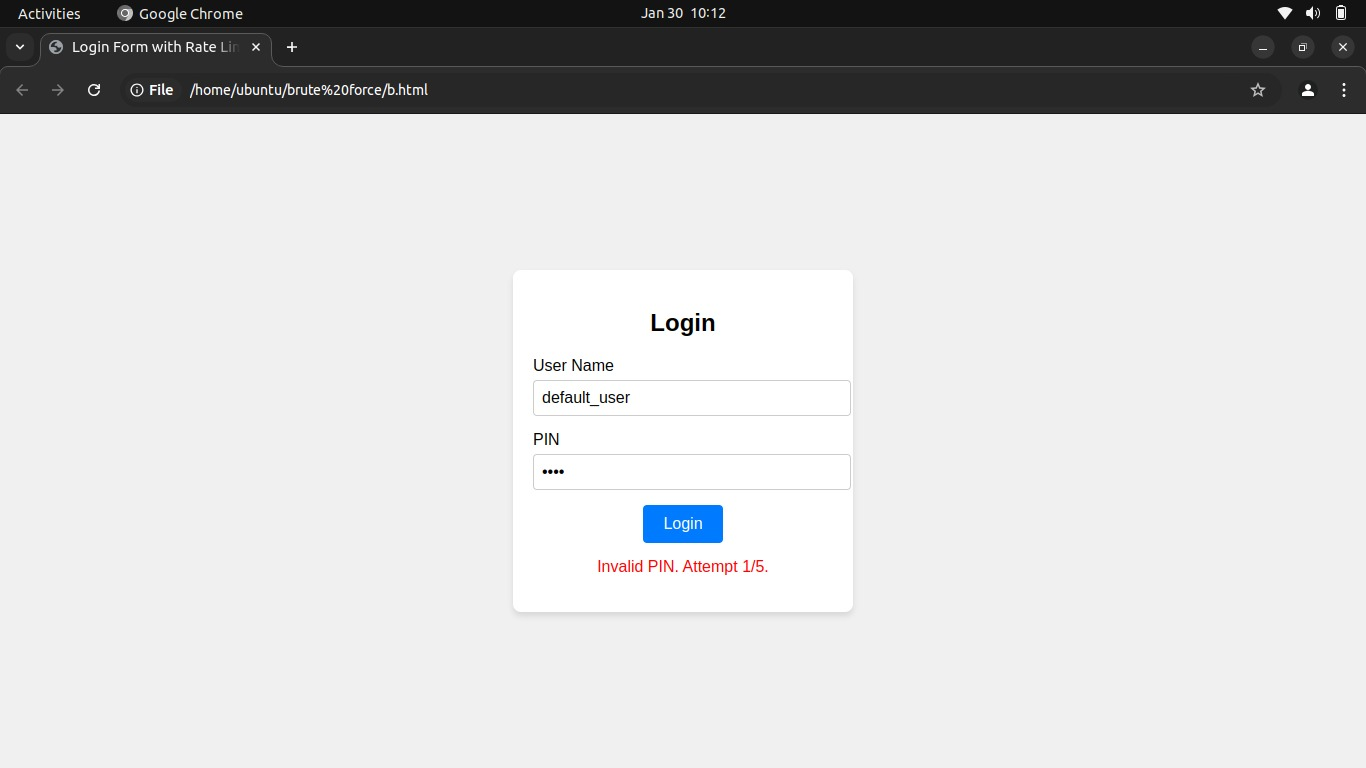 Activities
Google Chrome
Jan 30 10:12
Login Form with Rate Lin
File
/home/ubuntu/brute%20force/b.html
Login
User Name
default_user
PIN
••••
Login
Invalid PIN. Attempt 1/5.